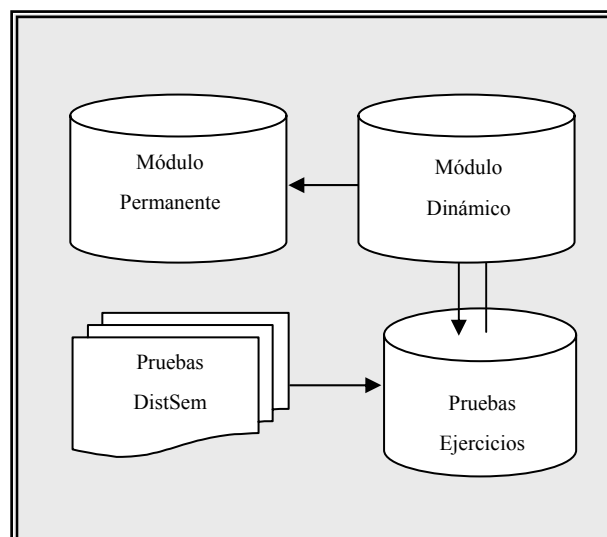 Módulo
Permanente
Módulo
Dinámico
Pruebas
DistSem
Pruebas
Ejercicios